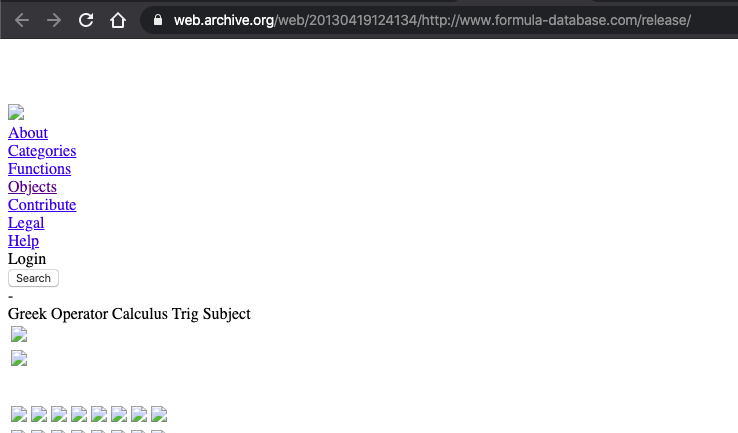 web.archive.org/web/20130419124134/http://www.formula-database.com/release/
About
Categories
Functions
Objects
Contribute
Legal
Help
Login
Search
-
Greek Operator Calculus Trig Subject